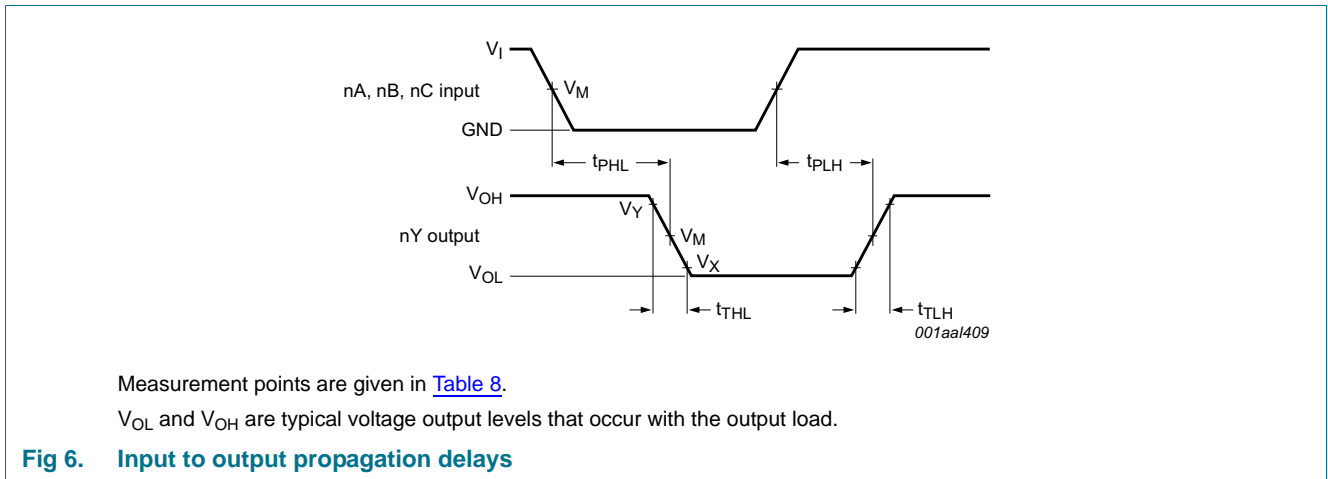 V_I
nA, nB, nC input
V_M
GND
t_PHL
t_PLH
V_OH
V_Y
nY output
V_M
V_X
V_OL
t_THL
t_TLH
001aal409
Measurement points are given in Table 8.
V_OL and V_OH are typical voltage output levels that occur with the output load.
Fig 6. Input to output propagation delays